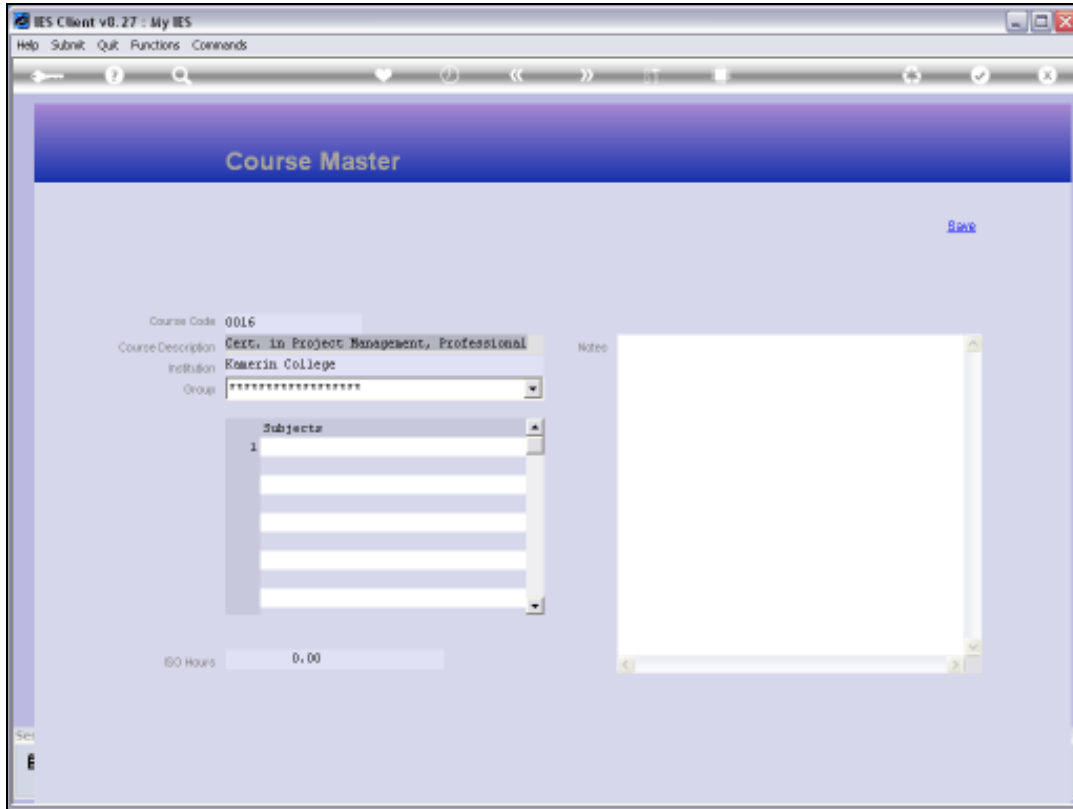 IES Client v8.27 : My IES
Help Submit Quit Functions Commands
Course Master
Save
Course Code 0016
Course Description Cert. in Project Management, Professional
Institution Kamerin College
Group ******************
Notes
Subjects
1
ISO Hours 0.00